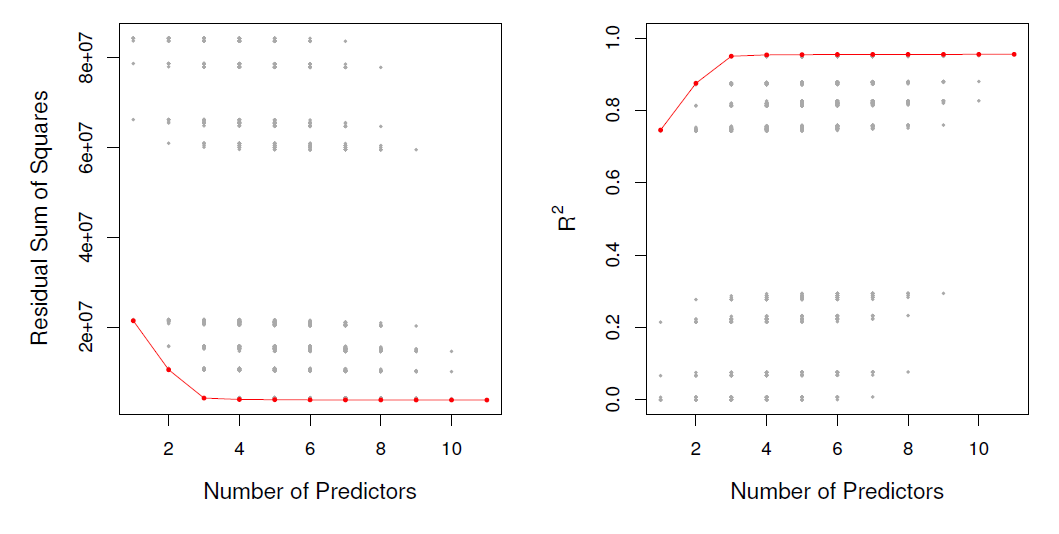 Residual Sum of Squares
8e+07
6e+07
4e+07
2e+07
2 4 6 8 10
Number of Predictors
R²
1.0
0.8
0.6
0.4
0.2
0.0
2 4 6 8 10
Number of Predictors